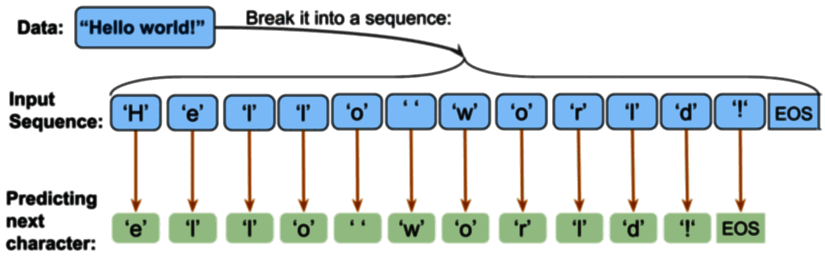 Data: “Hello world!” Break it into a sequence:
Input
Sequence: ‘H’ ‘e’ ‘l’ ‘l’ ‘o’ ‘ ‘ ‘w’ ‘o’ ‘r’ ‘l’ ‘d’ ‘!‘ EOS
Predicting
next
character: ‘e’ ‘l’ ‘l’ ‘o’ ‘ ‘ ‘w’ ‘o’ ‘r’ ‘l’ ‘d’ ‘!‘ EOS